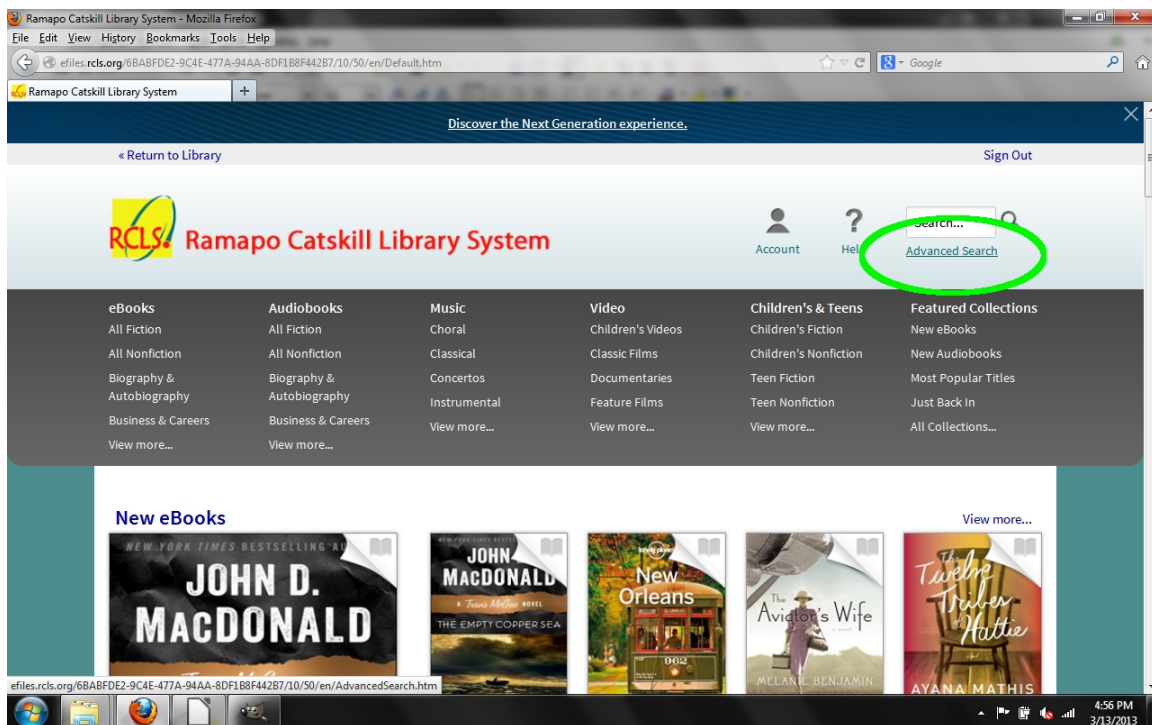 Ramapo Catskill Library System - Mozilla Firefox
File Edit View History Bookmarks Tools Help
efiles.rcls.org/6BABFDE2-9C4E-477A-94AA-8DF1B8F442B7/10/50/en/Default.htm
Google
Ramapo Catskill Library System
Discover the Next Generation experience.
« Return to Library
Sign Out
RCLS
Ramapo Catskill Library System
Account
Help
Search...
Advanced Search
eBooks
All Fiction
All Nonfiction
Biography &
Autobiography
Business & Careers
View more...
Audiobooks
All Fiction
All Nonfiction
Biography &
Autobiography
Business & Careers
View more...
Music
Choral
Classical
Concertos
Instrumental
View more...
Video
Children's Videos
Classic Films
Documentaries
Feature Films
View more...
Children's & Teens
Children's Fiction
Children's Nonfiction
Teen Fiction
Teen Nonfiction
View more...
Featured Collections
New eBooks
New Audiobooks
Most Popular Titles
Just Back In
All Collections...
New eBooks
View more...
NEW YORK TIMES BESTSELLING AU
JOHN D.
MACDONALD
JOHN
MACDONALD
A Travis McGee NOVEL
THE EMPTY COPPER SEA
lonely planet
New
Orleans
962
The
Aviator's Wife
a novel
MELANIE BENJAMIN
The
Twelve
Tribes
of
Hattie
AYANA MATHIS
efiles.rcls.org/6BABFDE2-9C4E-477A-94AA-8DF1B8F442B7/10/50/en/AdvancedSearch.htm
4:56 PM
3/13/2013